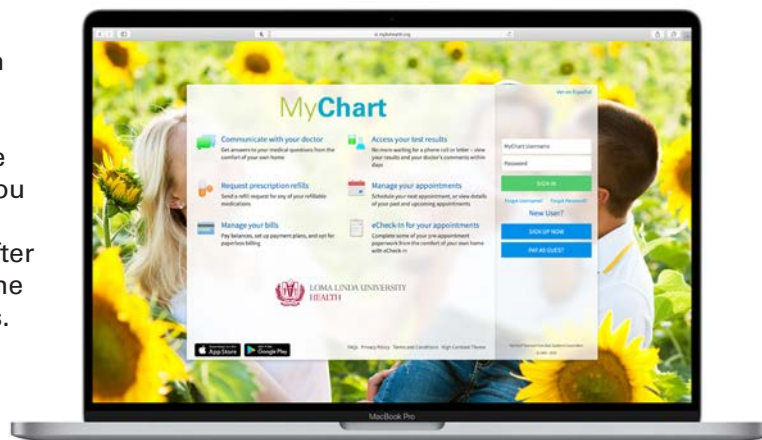 n
e
ou
fter
ne
s.
mylluhealth.org
Ver en Español
MyChart
Communicate with your doctor
Get answers to your medical questions from the
comfort of your own home
Access your test results
No more waiting for a phone call or letter – view
your results and your doctor's comments within
days
Request prescription refills
Send a refill request for any of your refillable
medications
Manage your appointments
Schedule your next appointment, or view details
of your past and upcoming appointments
Manage your bills
Pay balances, set up payment plans, and opt for
paperless billing
eCheck-In for your appointments
Complete some of your pre-appointment
paperwork from the comfort of your own home
with eCheck-in
MyChart Username
Password
SIGN IN
Forgot Username? Forgot Password?
New User?
SIGN UP NOW
PAY AS GUEST
LOMA LINDA UNIVERSITY
HEALTH
App Store
Google Play
FAQs Privacy Policy Terms and Conditions High Contrast Theme
MacBook Pro